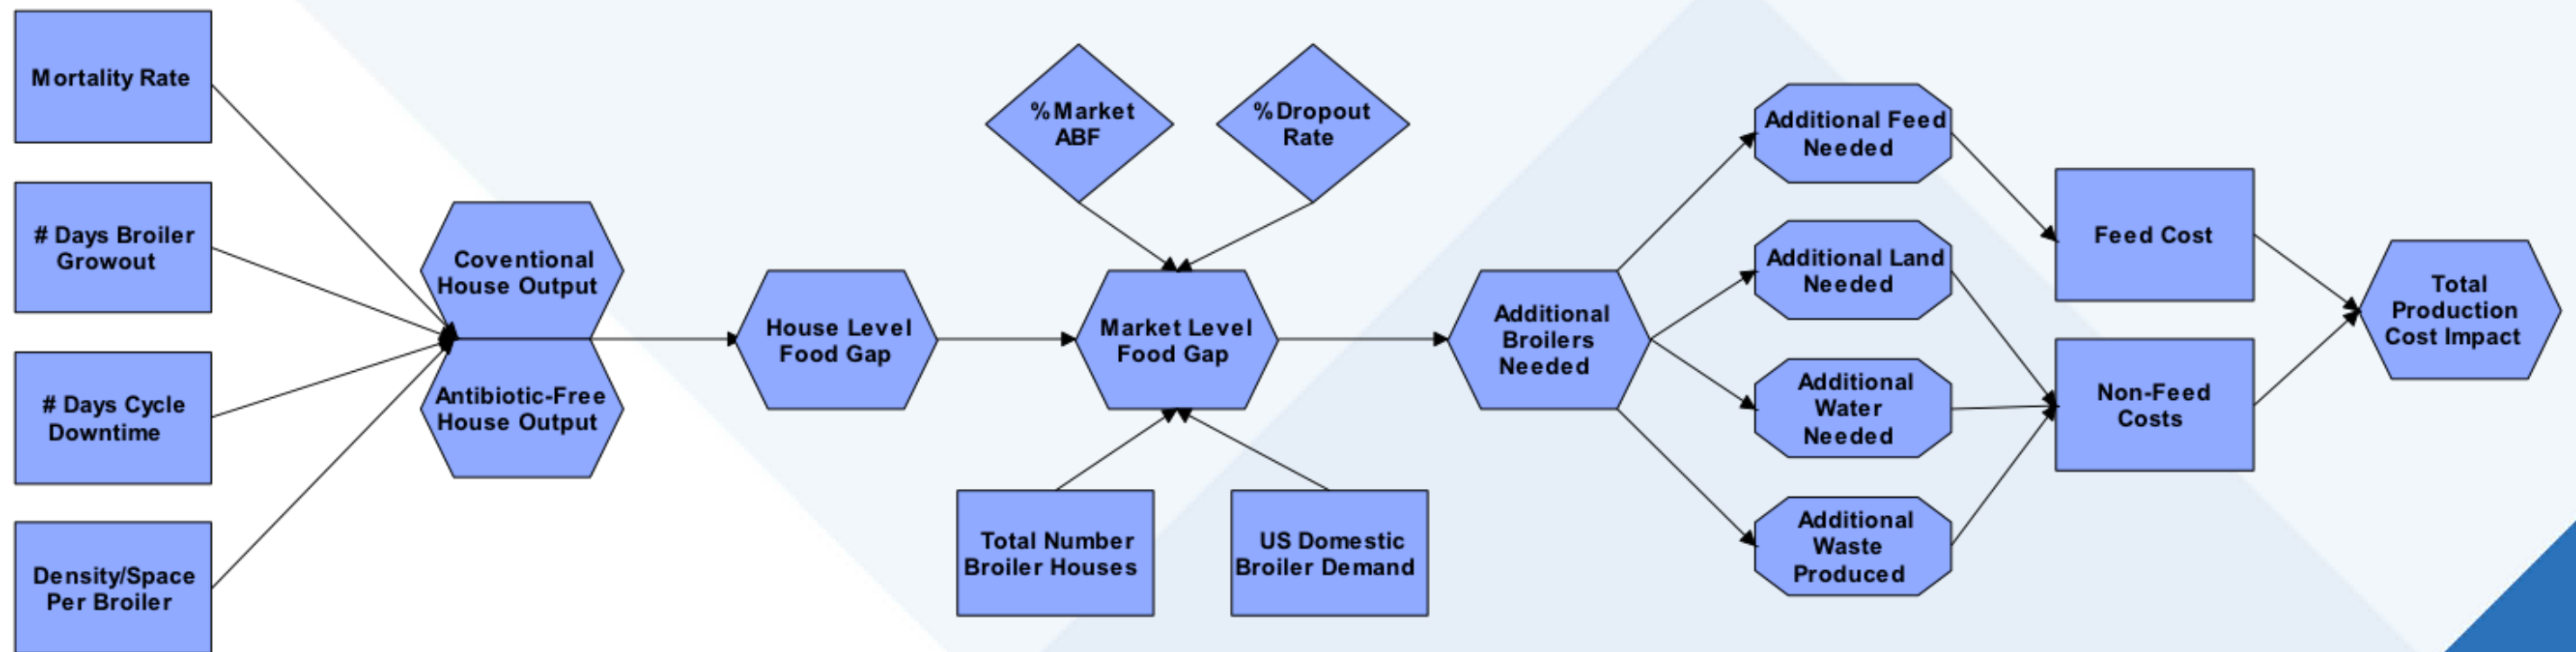 Mortality Rate
# Days Broiler
Growout
# Days Cycle
Downtime
Density/Space
Per Broiler
Coventional
House Output
Antibiotic-Free
House Output
House Level
Food Gap
%Market
ABF
%Dropout
Rate
Market Level
Food Gap
Total Number
Broiler Houses
US Domestic
Broiler Demand
Additional
Broilers
Needed
Additional Feed
Needed
Additional Land
Needed
Additional
Water
Needed
Additional
Waste
Produced
Feed Cost
Non-Feed
Costs
Total
Production
Cost Impact